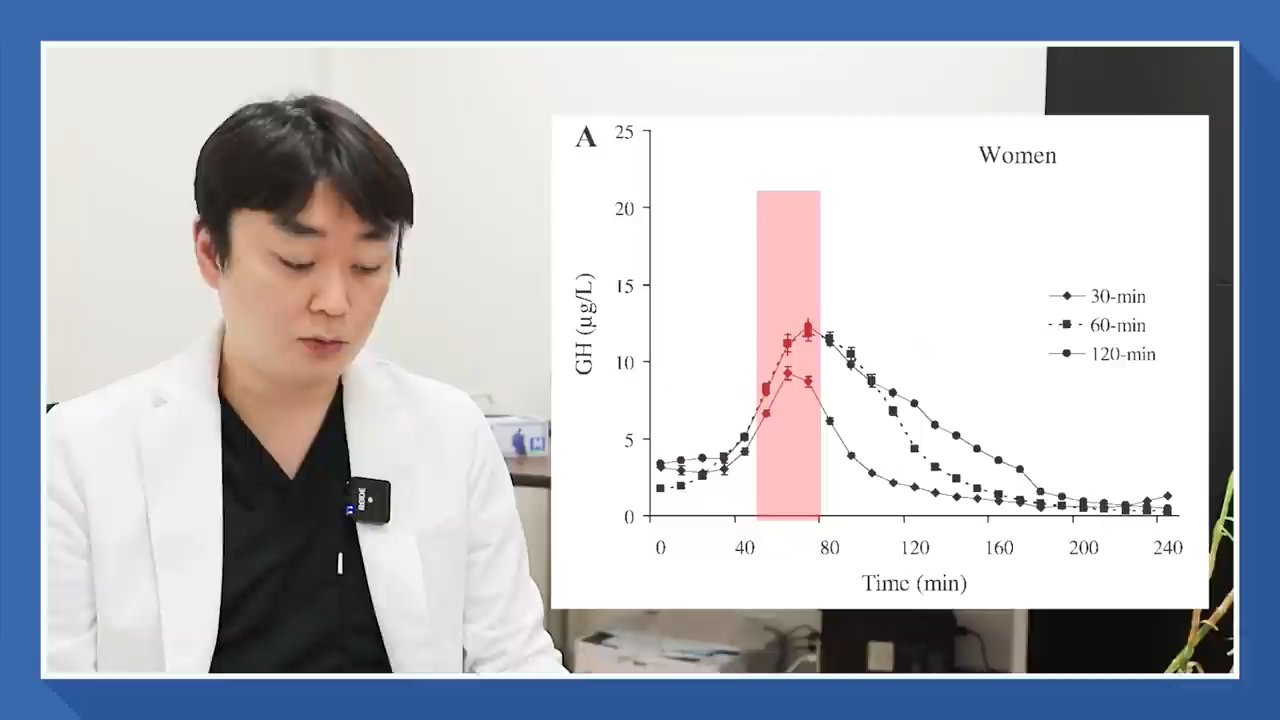 A
Women
25
20
15
10
5
0
GH (µg/L)
30-min
60-min
120-min
0 40 80 120 160 200 240
Time (min)
RODE